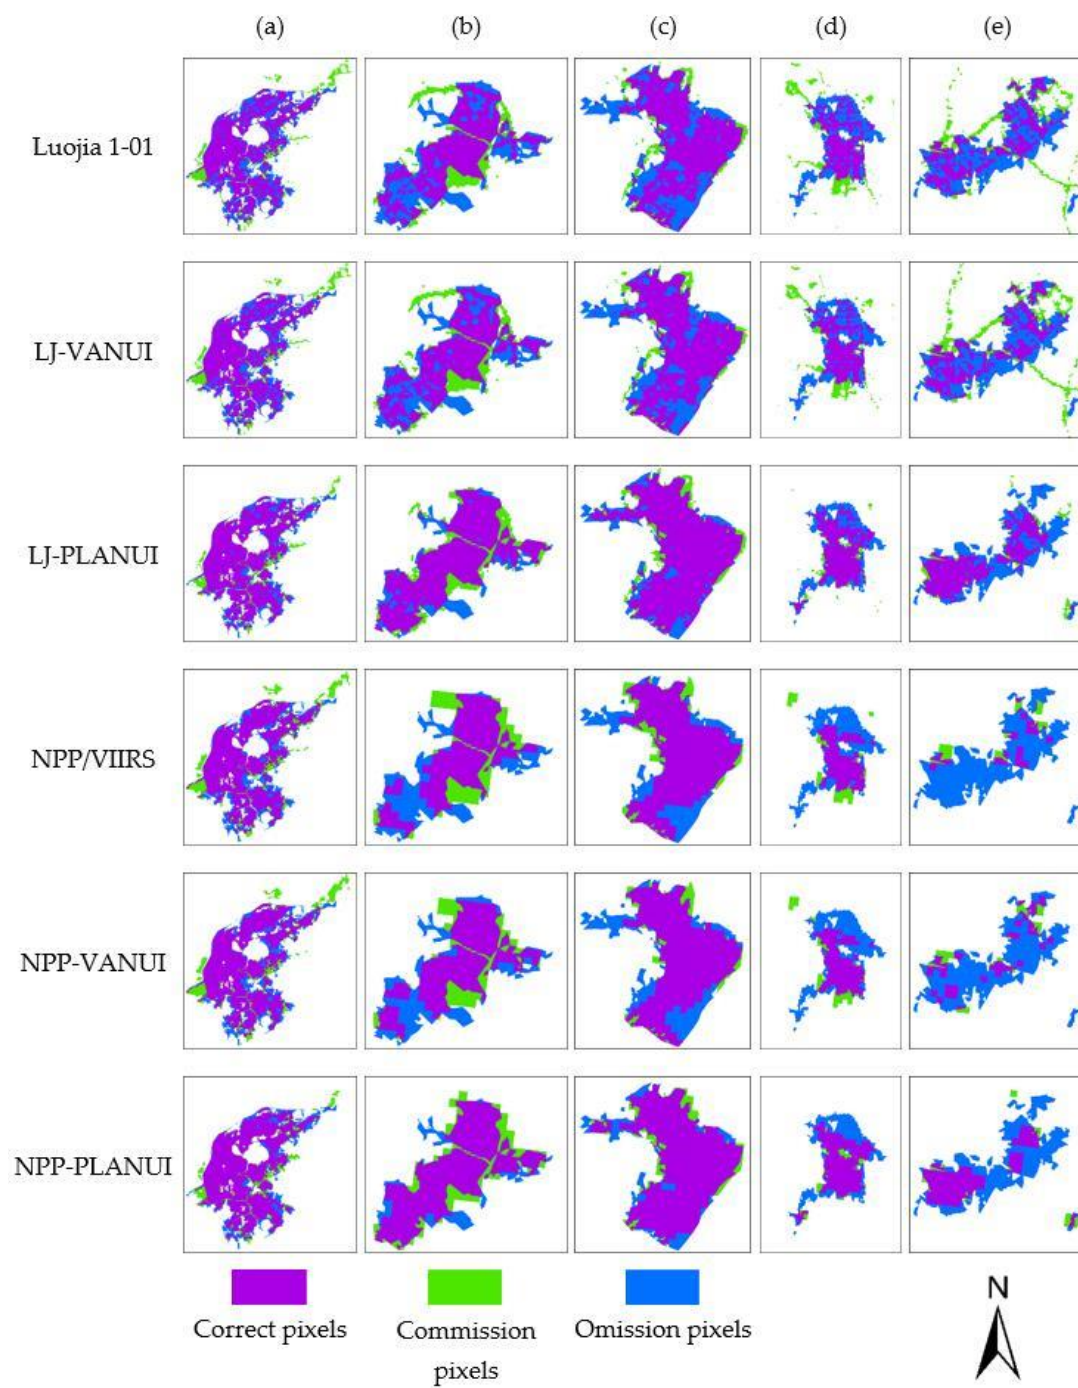 (a) (b) (c) (d) (e)
Luojia 1-01
LJ-VANUI
LJ-PLANUI
NPP/VIIRS
NPP-VANUI
NPP-PLANUI
N
Correct pixels
Commission
pixels
Omission pixels